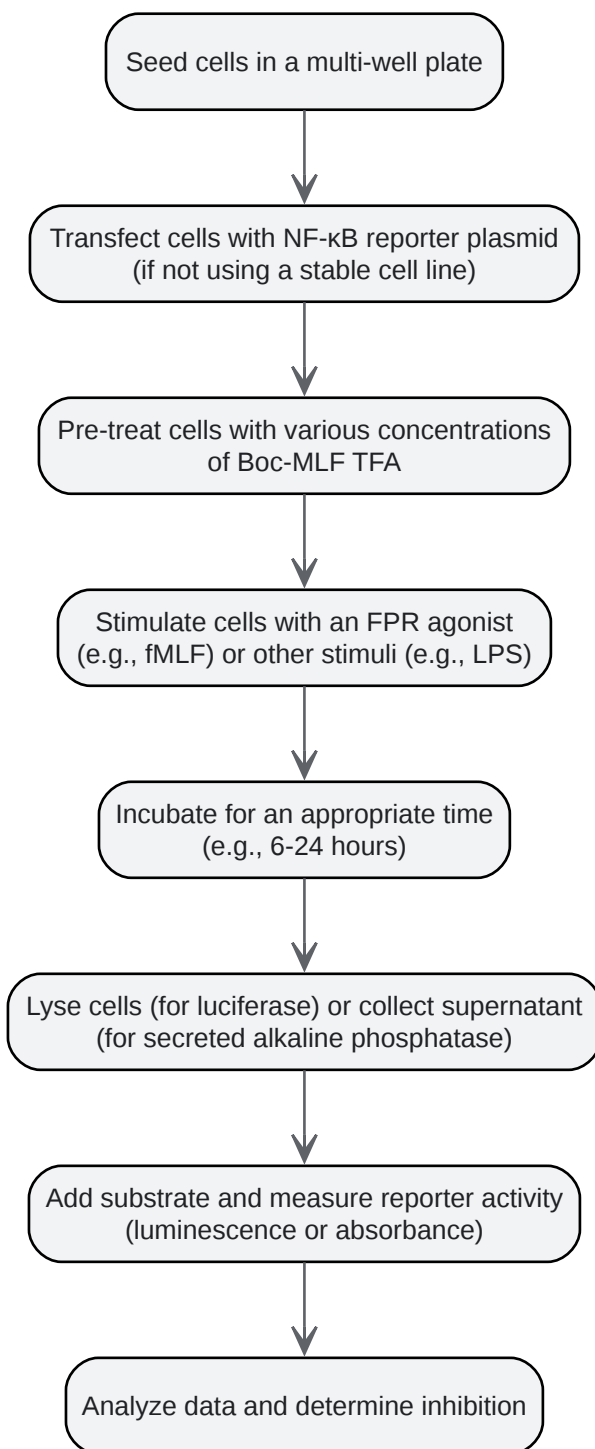 Seed cells in a multi-well plate
Transfect cells with NF-κB reporter plasmid
(if not using a stable cell line)
Pre-treat cells with various concentrations
of Boc-MLF TFA
Stimulate cells with an FPR agonist
(e.g., fMLF) or other stimuli (e.g., LPS)
Incubate for an appropriate time
(e.g., 6-24 hours)
Lyse cells (for luciferase) or collect supernatant
(for secreted alkaline phosphatase)
Add substrate and measure reporter activity
(luminescence or absorbance)
Analyze data and determine inhibition